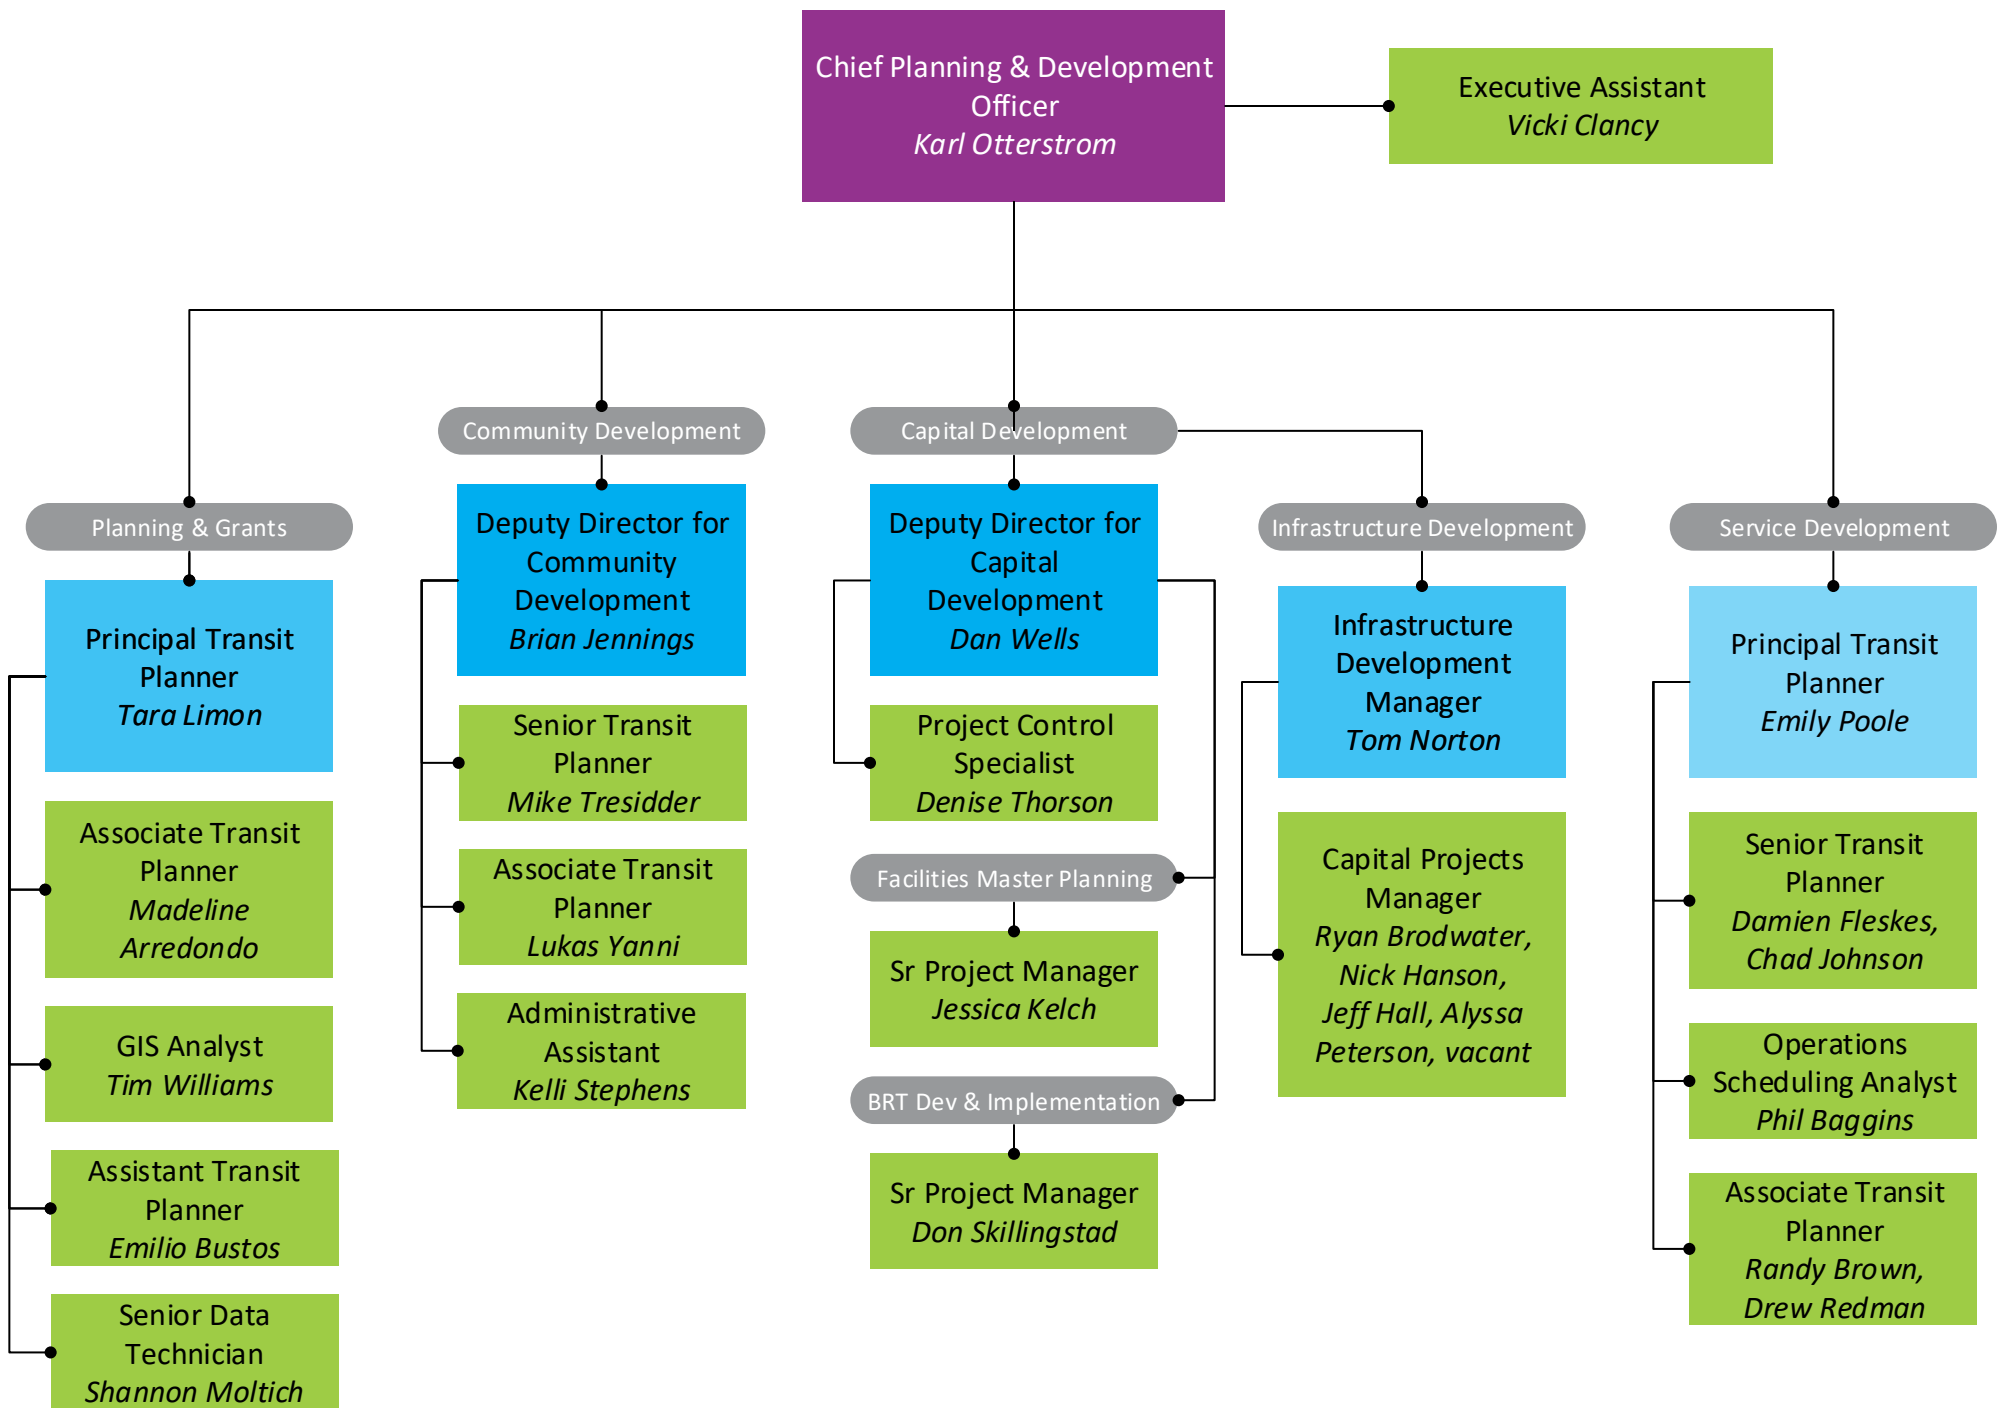 Chief Planning & Development
Officer
Karl Otterstrom
Executive Assistant
Vicki Clancy
Planning & Grants
Principal Transit
Planner
Tara Limon
Associate Transit
Planner
Madeline
Arredondo
GIS Analyst
Tim Williams
Assistant Transit
Planner
Emilio Bustos
Senior Data
Technician
Shannon Moltich
Community Development
Deputy Director for
Community
Development
Brian Jennings
Senior Transit
Planner
Mike Tresidder
Associate Transit
Planner
Lukas Yanni
Administrative
Assistant
Kelli Stephens
Capital Development
Deputy Director for
Capital
Development
Dan Wells
Project Control
Specialist
Denise Thorson
Facilities Master Planning
Sr Project Manager
Jessica Kelch
BRT Dev & Implementation
Sr Project Manager
Don Skillingstad
Infrastructure Development
Infrastructure
Development
Manager
Tom Norton
Capital Projects
Manager
Ryan Brodwater,
Nick Hanson,
Jeff Hall, Alyssa
Peterson, vacant
Service Development
Principal Transit
Planner
Emily Poole
Senior Transit
Planner
Damien Fleskes,
Chad Johnson
Operations
Scheduling Analyst
Phil Baggins
Associate Transit
Planner
Randy Brown,
Drew Redman